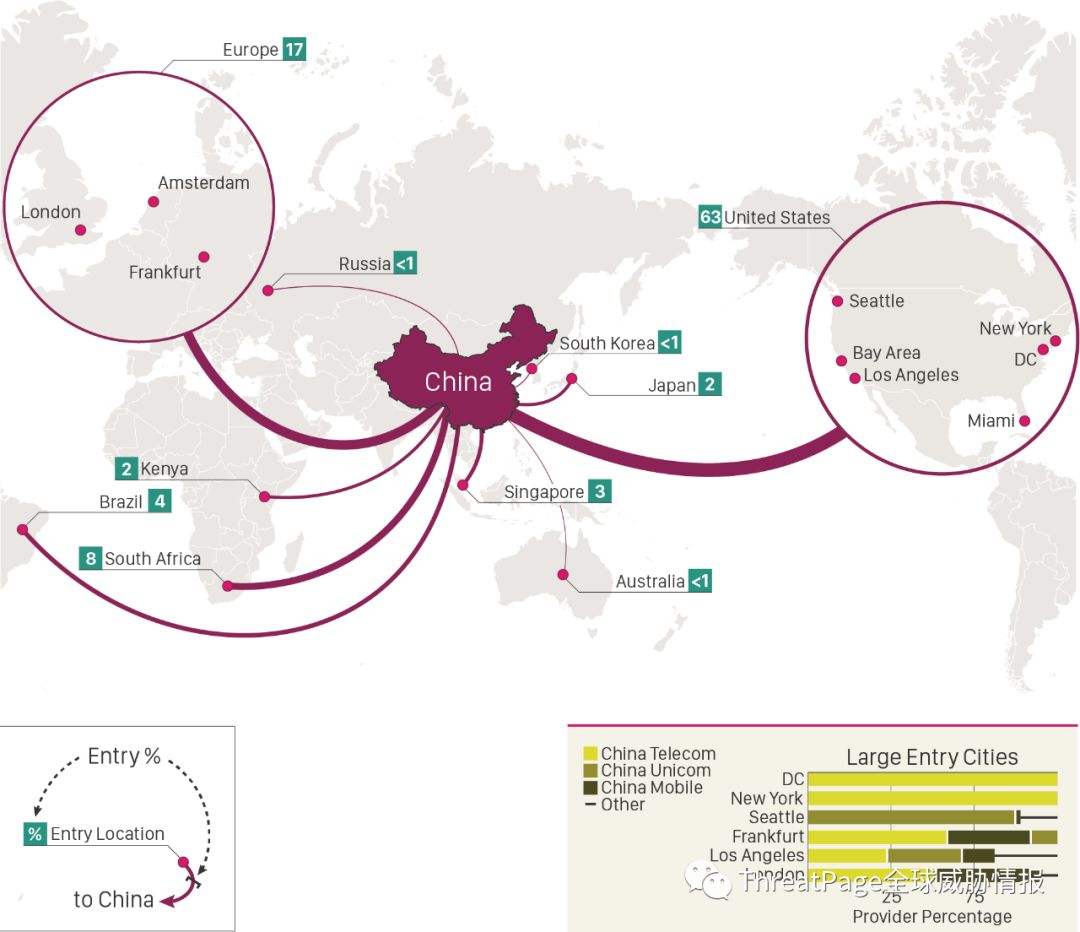 Europe 17
Amsterdam
London
Frankfurt
63 United States
Russia <1
Seattle
New York
South Korea <1
Bay Area
DC
China
Los Angeles
Japan 2
Miami
2 Kenya
Singapore 3
Brazil 4
8 South Africa
Australia <1
Entry %
% Entry Location
to China
China Telecom
China Unicom
China Mobile
Other
Large Entry Cities
DC
New York
Seattle
Frankfurt
Los Angeles
London
ThreatPage全球威胁情报
25 75
Provider Percentage